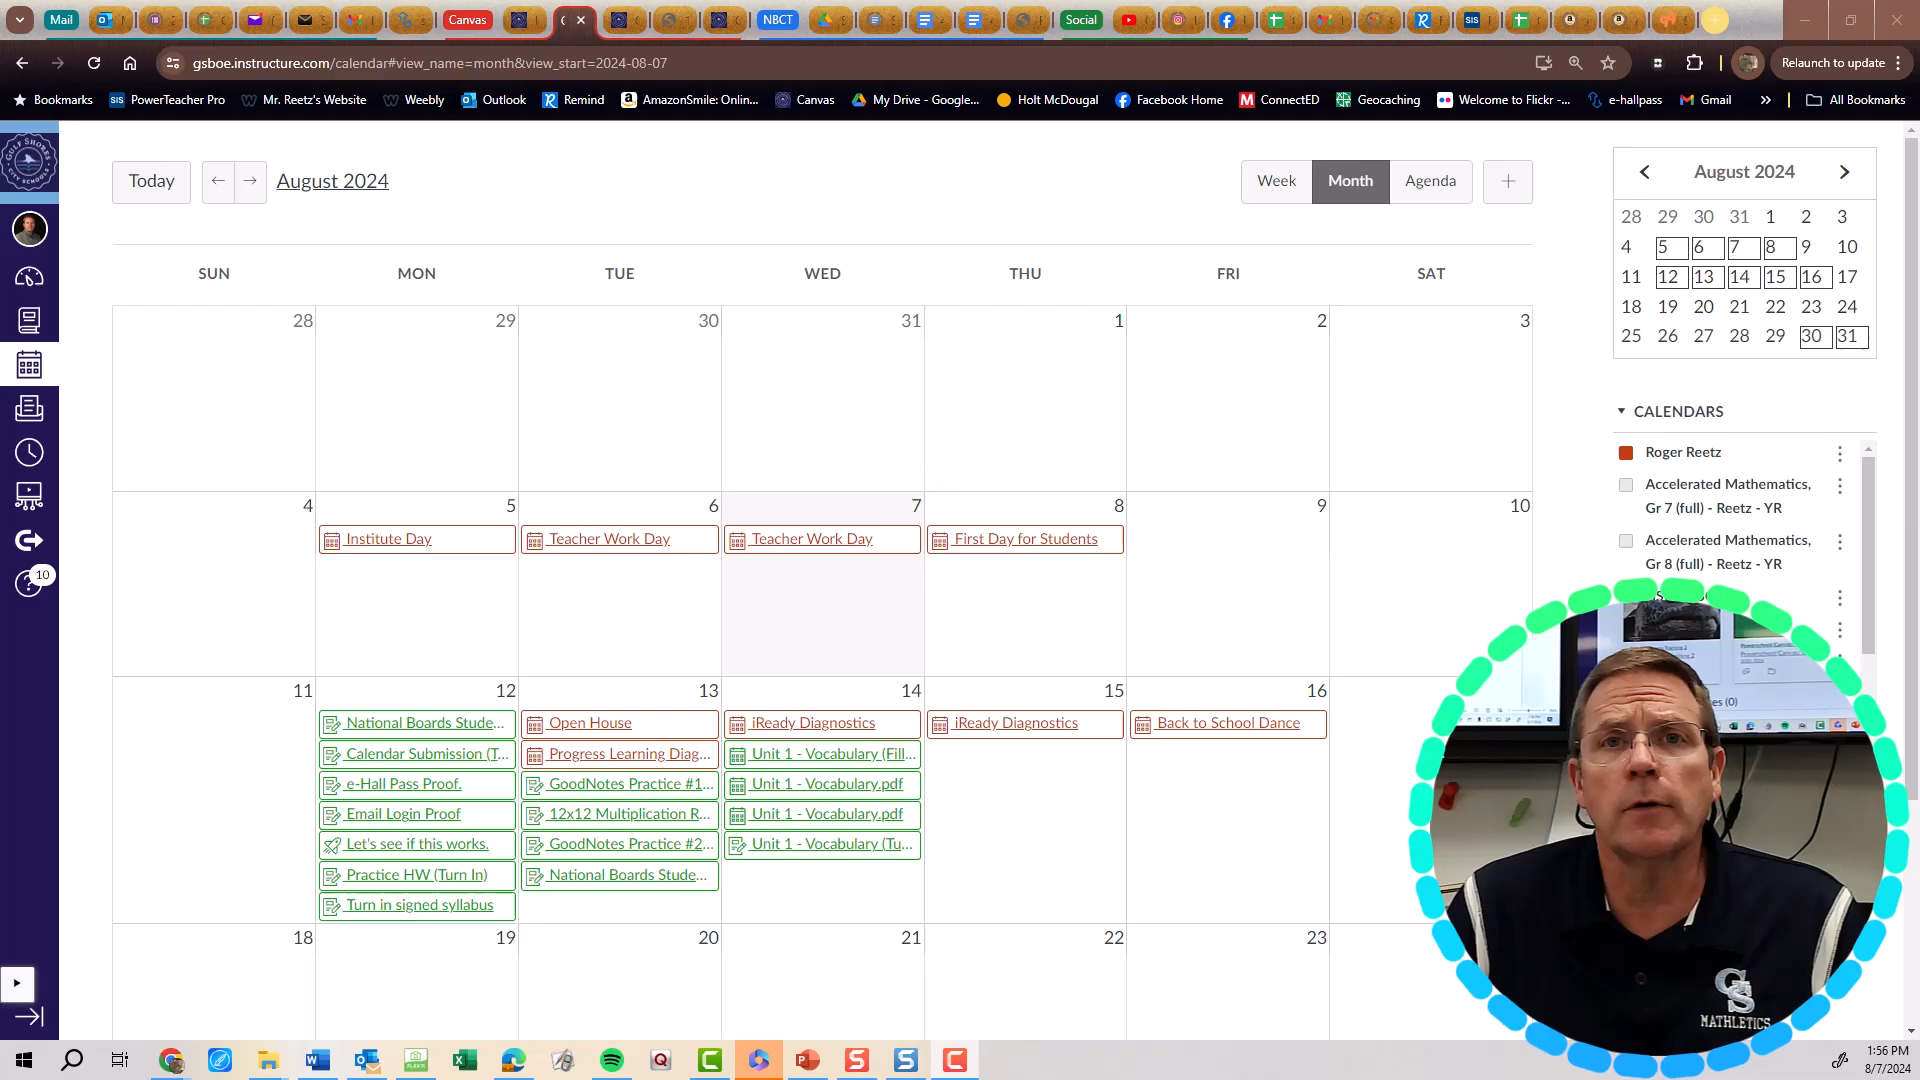 Mail
Canvas
NBCT
Social
gsboe.instructure.com/calendar#view_name=month&view_start=2024-08-07
Relaunch to update
Bookmarks
PowerTeacher Pro
Mr. Reetz's Website
Weekly
Outlook
Remind
AmazonSmile: Onlin...
Canvas
My Drive - Google...
Holt McDougal
Facebook Home
ConnectED
Geocaching
Welcome to Flickr -...
e-hallpass
Gmail
All Bookmarks
GULF SHORES
CITY SCHOOLS
Today
August 2024
Week
Month
Agenda
SUN MON TUE WED THU FRI SAT
28 29 30 31 1 2 3
4 5 6 7 8 9 10
Institute Day
Teacher Work Day
Teacher Work Day
First Day for Students
11 12 13 14 15 16
National Boards Stude...
Calendar Submission (T...
e-Hall Pass Proof.
Email Login Proof
Let's see if this works.
Practice HW (Turn In)
Turn in signed syllabus
Open House
Progress Learning Diag...
GoodNotes Practice #1...
12x12 Multiplication R...
GoodNotes Practice #2...
National Boards Stude...
iReady Diagnostics
Unit 1 - Vocabulary (Fill...
Unit 1 - Vocabulary.pdf
Unit 1 - Vocabulary.pdf
Unit 1 - Vocabulary (Tu...
iReady Diagnostics
Back to School Dance
18 19 20 21 22 23
August 2024
28 29 30 31 1 2 3
4 5 6 7 8 9 10
11 12 13 14 15 16 17
18 19 20 21 22 23 24
25 26 27 28 29 30 31
CALENDARS
Roger Reetz
Accelerated Mathematics,
Gr 7 (full) - Reetz - YR
Accelerated Mathematics,
Gr 8 (full) - Reetz - YR
10
GS
MATHLETICS
1:56 PM
8/7/2024